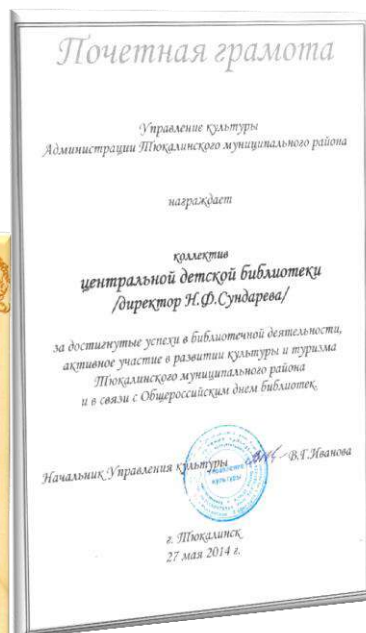 Почетная грамота
Управление культуры
Администрации Тюкалинского муниципального района
награждает
коллектив
центральной детской библиотеки
/директор Н.Ф.Сундарева/
за достигнутые успехи в библиотечной деятельности,
активное участие в развитии культуры и туризма
Тюкалинского муниципального района
и в связи с Общероссийским днем библиотек.
Начальник Управления культуры В.Г.Иванова
Управление
культуры
г. Тюкалинск
27 мая 2014 г.